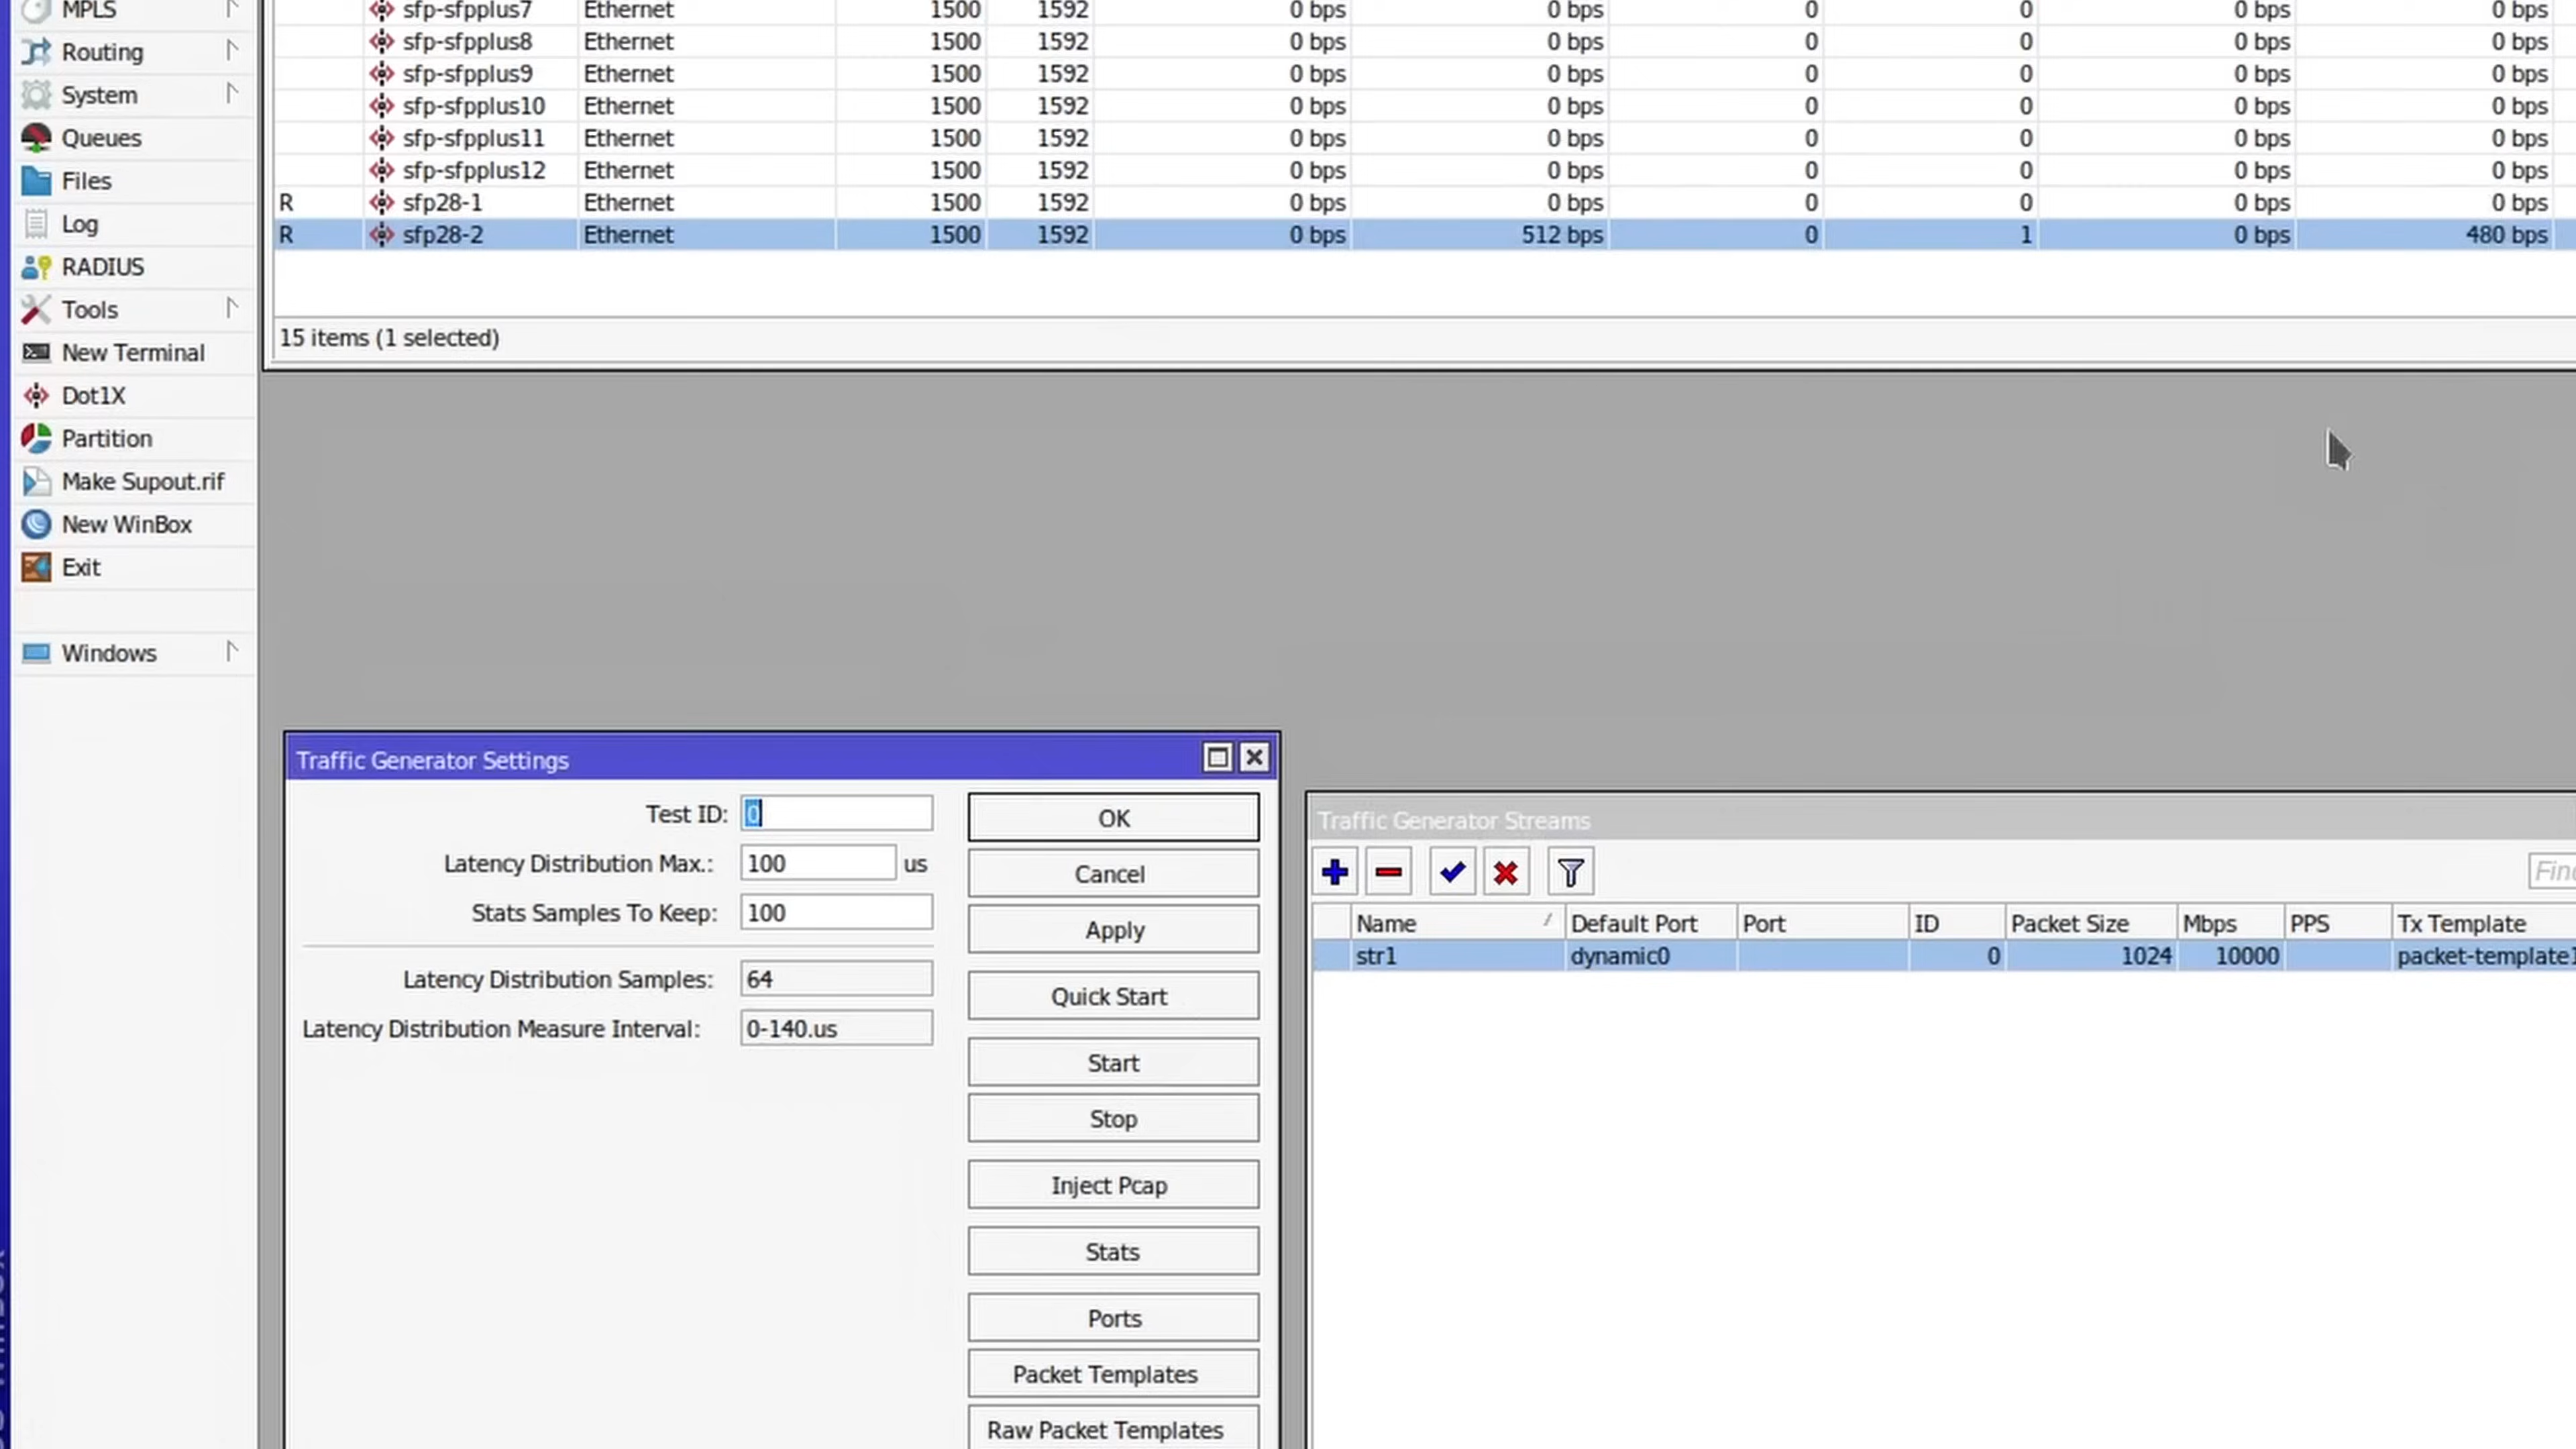 MPLS
Routing
System
Queues
Files
Log
RADIUS
Tools
New Terminal
Dot1X
Partition
Make Supout.rif
New WinBox
Exit
Windows
sfp-sfpplus7 Ethernet 1500 1592 0 bps 0 bps 0 0 0 bps 0 bps
sfp-sfpplus8 Ethernet 1500 1592 0 bps 0 bps 0 0 0 bps 0 bps
sfp-sfpplus9 Ethernet 1500 1592 0 bps 0 bps 0 0 0 bps 0 bps
sfp-sfpplus10 Ethernet 1500 1592 0 bps 0 bps 0 0 0 bps 0 bps
sfp-sfpplus11 Ethernet 1500 1592 0 bps 0 bps 0 0 0 bps 0 bps
sfp-sfpplus12 Ethernet 1500 1592 0 bps 0 bps 0 0 0 bps 0 bps
R sfp28-1 Ethernet 1500 1592 0 bps 0 bps 0 0 0 bps 0 bps
R sfp28-2 Ethernet 1500 1592 0 bps 512 bps 0 1 0 bps 480 bps
15 items (1 selected)
Traffic Generator Settings
Test ID: 0
Latency Distribution Max.: 100 us
Stats Samples To Keep: 100
Latency Distribution Samples: 64
Latency Distribution Measure Interval: 0-140.us
OK
Cancel
Apply
Quick Start
Start
Stop
Inject Pcap
Stats
Ports
Packet Templates
Raw Packet Templates
Traffic Generator Streams
Find
Name Default Port Port ID Packet Size Mbps PPS Tx Template
str1 dynamic0 0 1024 10000 packet-template1